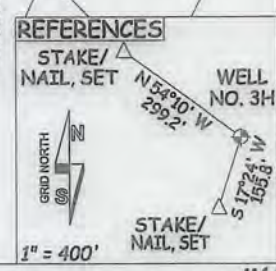 REFERENCES
STAKE/
NAIL, SET
N 54°10' W
299.2'
WELL
NO. 3H
GRID NORTH
N
S
S 17°24' W
155.8'
STAKE/
NAIL, SET
1" = 400'